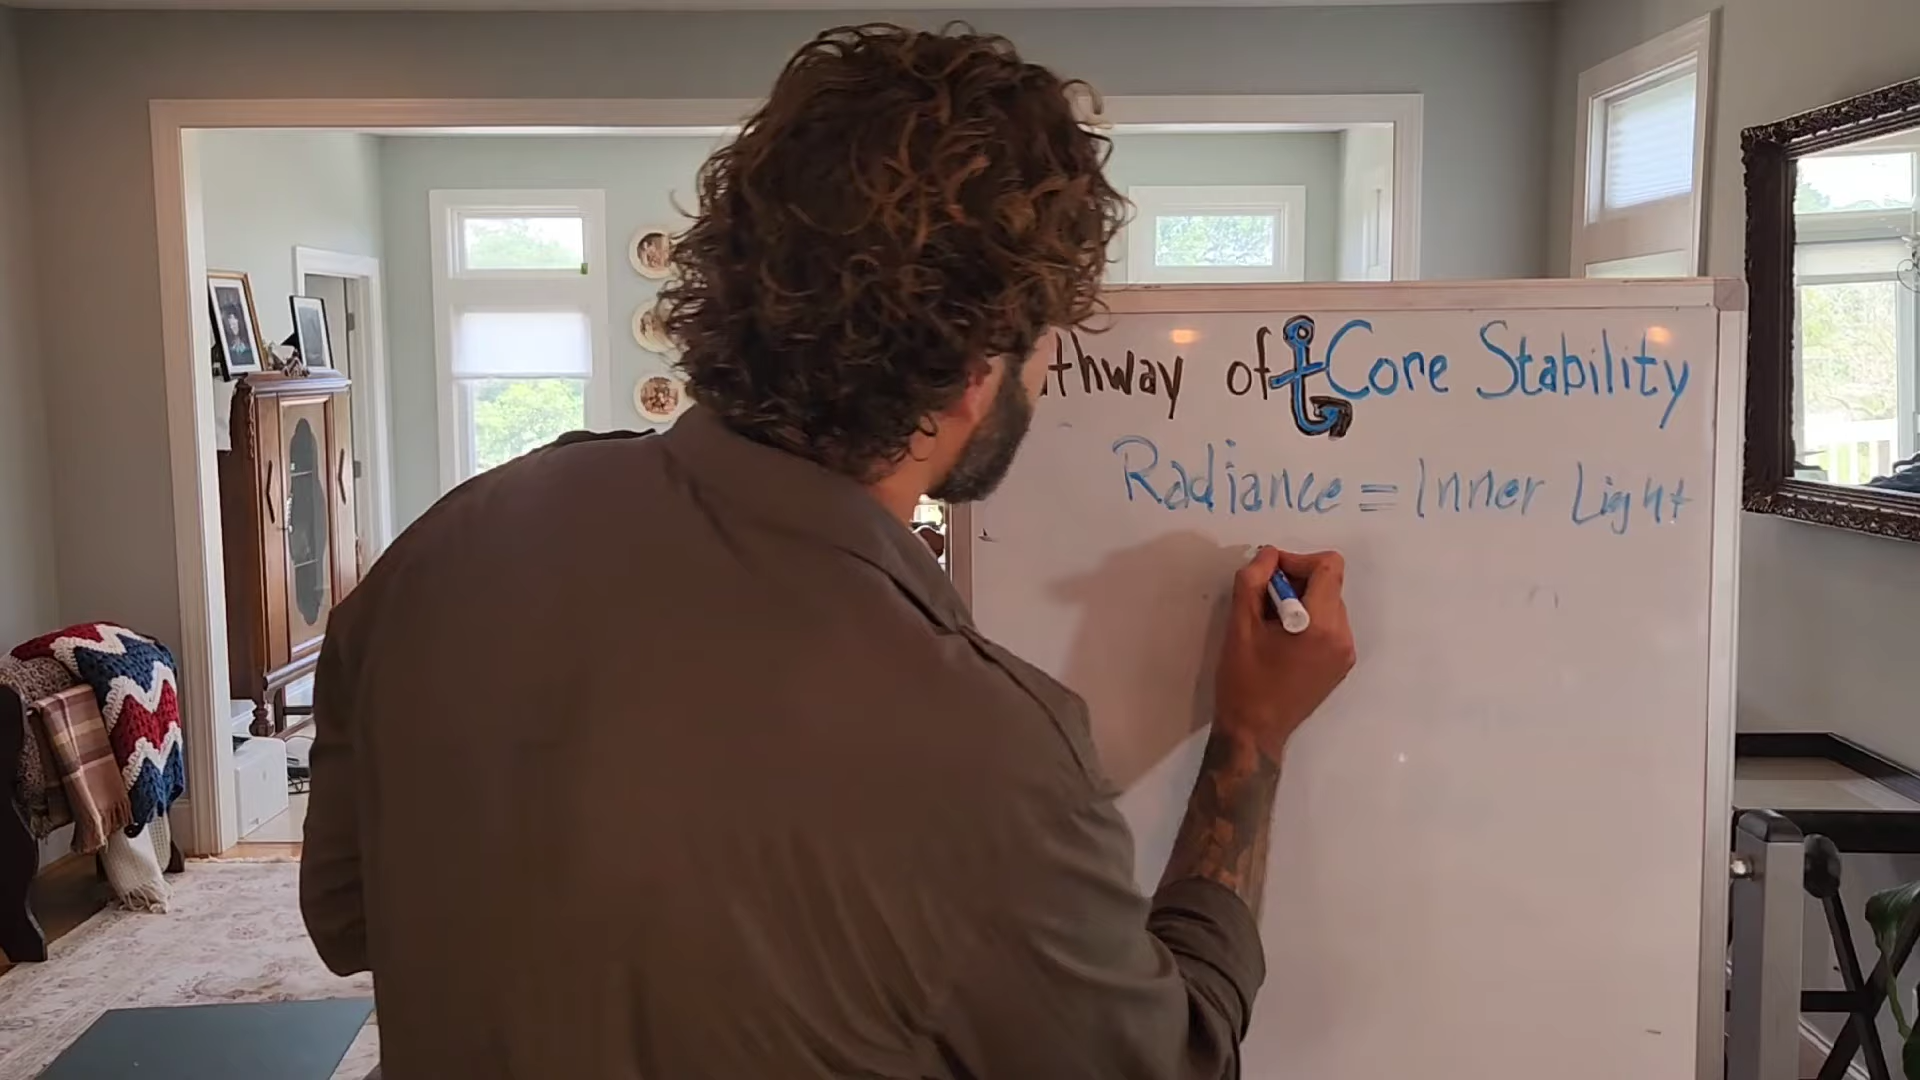 thway of Core Stability
Radiance = Inner Light